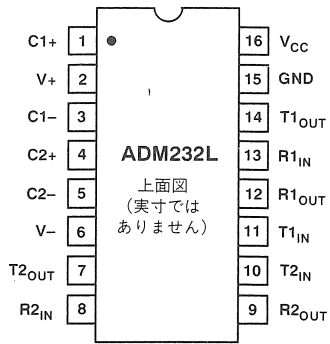 C1+ 1 16 VCC
V+ 2 15 GND
C1− 3 14 T1OUT
C2+ 4 ADM232L 13 R1IN
C2− 5 上面図 12 R1OUT
(実寸では
V− 6 ありません) 11 T1IN
T2OUT 7 10 T2IN
R2IN 8 9 R2OUT